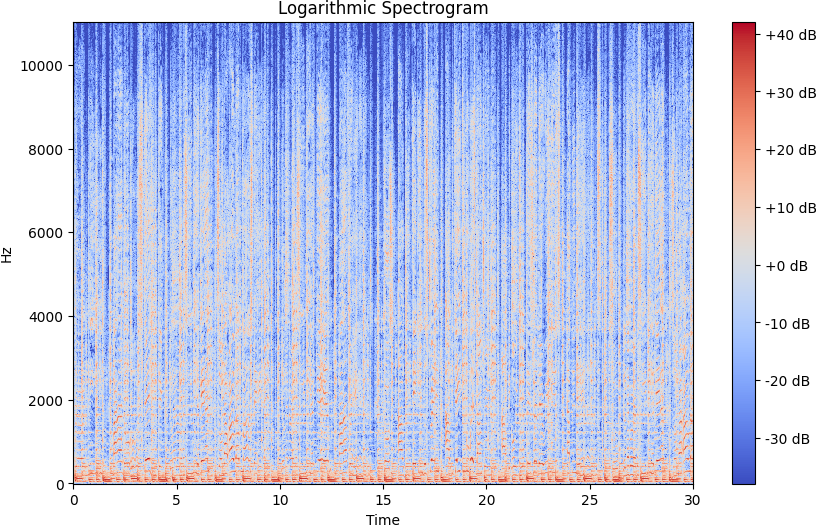 Logarithmic Spectrogram
Hz
10000
8000
6000
4000
2000
0
0 5 10 15 20 25 30
Time
+40 dB
+30 dB
+20 dB
+10 dB
+0 dB
-10 dB
-20 dB
-30 dB